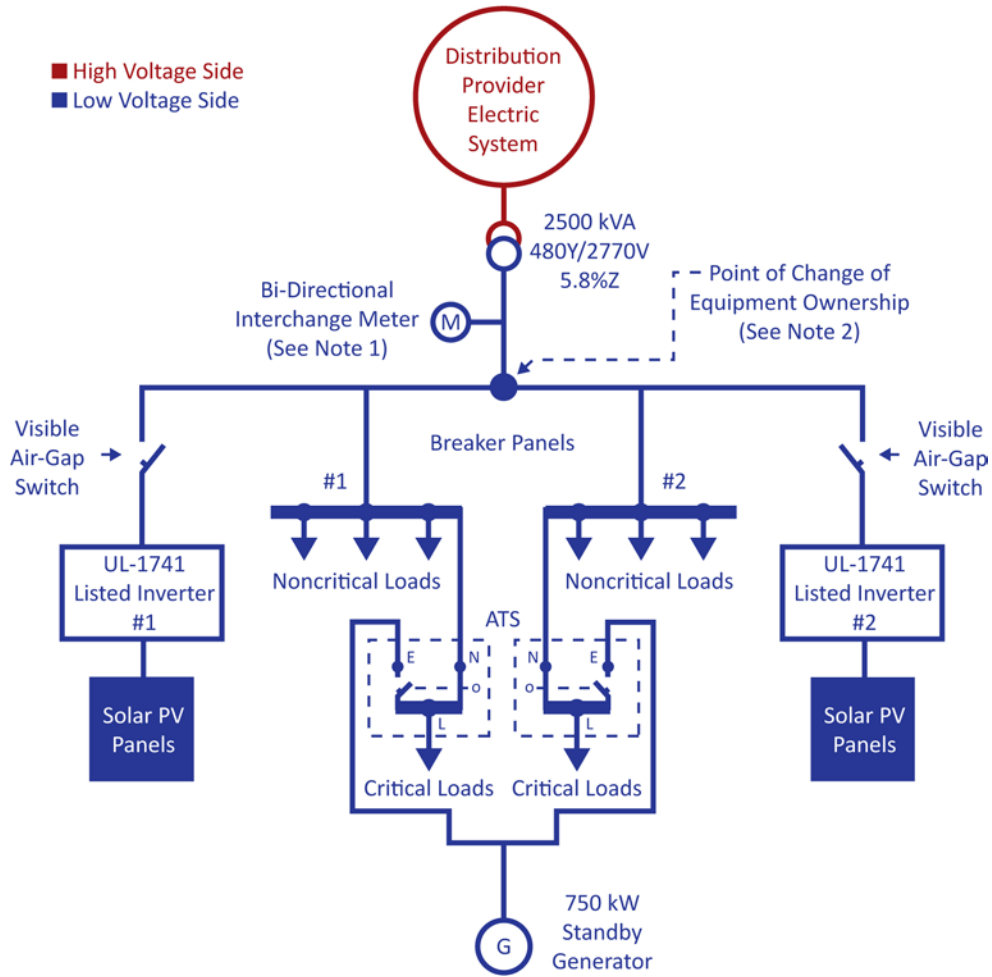 High Voltage Side
Low Voltage Side
Distribution
Provider
Electric
System
2500 kVA
480Y/2770V
5.8%Z
Bi-Directional
Interchange Meter
(See Note 1)
M
Point of Change of
Equipment Ownership
(See Note 2)
Visible
Air-Gap
Switch
Breaker Panels
Visible
Air-Gap
Switch
#1
#2
UL-1741
Listed Inverter
#1
Noncritical Loads
Noncritical Loads
UL-1741
Listed Inverter
#2
ATS
E
N
O
L
N
E
O
L
Solar PV
Panels
Critical Loads
Critical Loads
Solar PV
Panels
750 kW
Standby
Generator
G